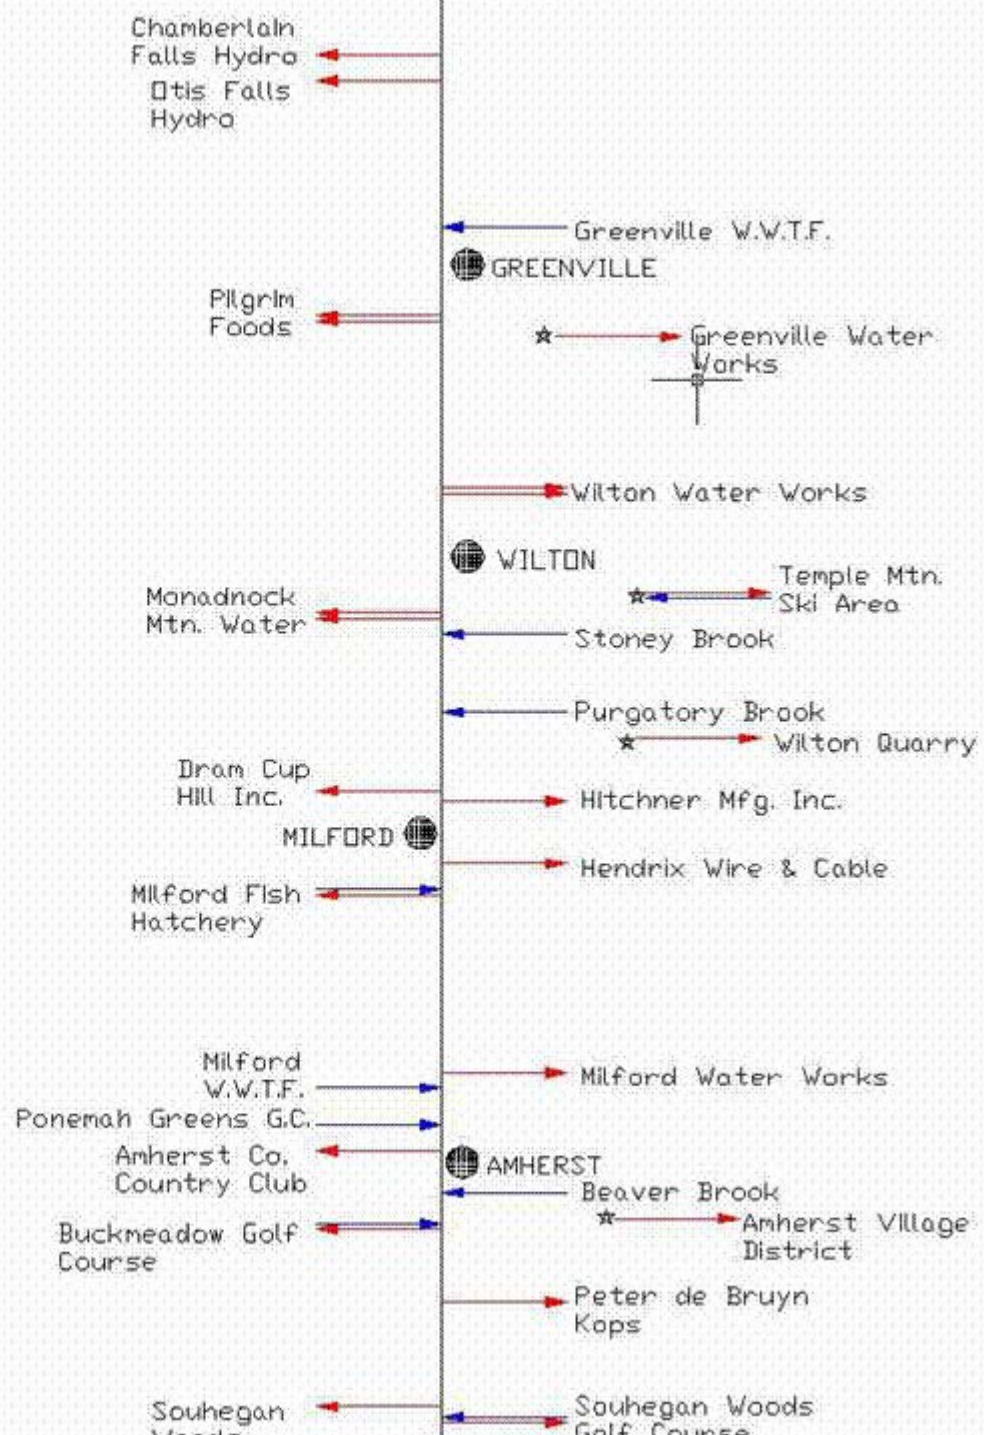 Chamberlain
Falls Hydro
Otis Falls
Hydro
Greenville W.W.T.F.
GREENVILLE
Pilgrim
Foods
Greenville Water
Works
Wilton Water Works
WILTON
Temple Mtn.
Ski Area
Monadnock
Mtn. Water
Stoney Brook
Purgatory Brook
Wilton Quarry
Dram Cup
Hill Inc.
Hitchner Mfg. Inc.
MILFORD
Hendrix Wire & Cable
Milford Fish
Hatchery
Milford
W.W.T.F.
Milford Water Works
Ponemah Greens G.C.
Amherst Co.
Country Club
AMHERST
Beaver Brook
Amherst Village
District
Buckmeadow Golf
Course
Peter de Bruyn
Kops
Souhegan
Woods
Souhegan Woods
Golf Course